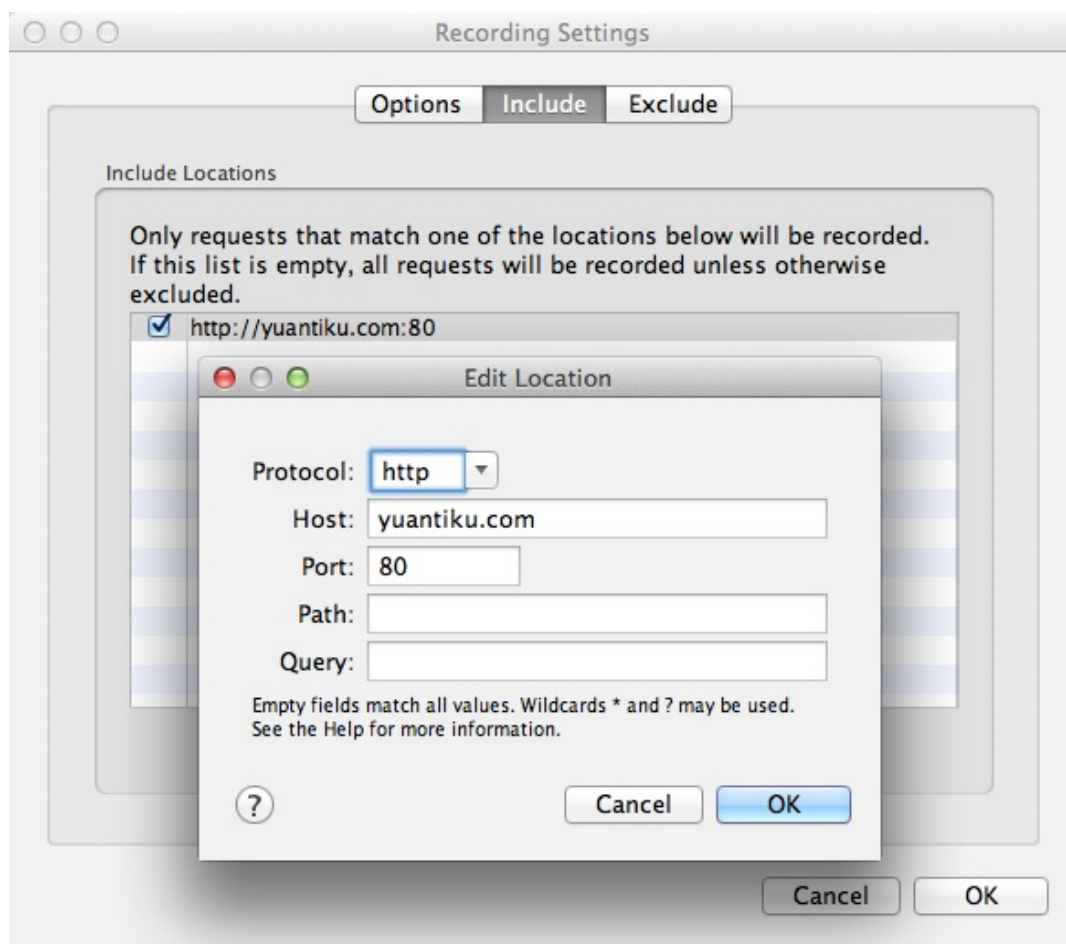 Recording Settings
Options Include Exclude
Include Locations
Only requests that match one of the locations below will be recorded.
If this list is empty, all requests will be recorded unless otherwise
excluded.
http://yuantiku.com:80
Edit Location
Protocol: http
Host: yuantiku.com
Port: 80
Path:
Query:
Empty fields match all values. Wildcards * and ? may be used.
See the Help for more information.
? Cancel OK
Cancel OK